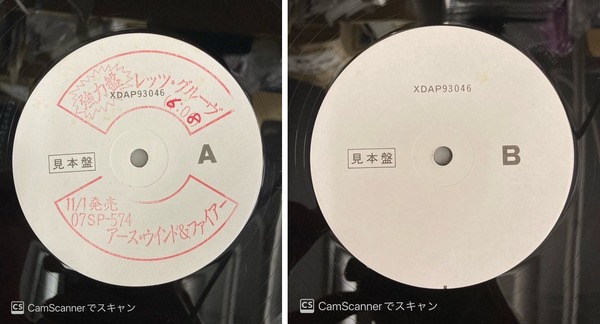 強力盤
レッツ・グルーヴ
XDAP93046
6:08
見本盤
A
11/1発売
07SP-574
アース・ウインド&ファイアー
CS CamScannerでスキャン
XDAP93046
見本盤
B
CS CamScannerでスキャン